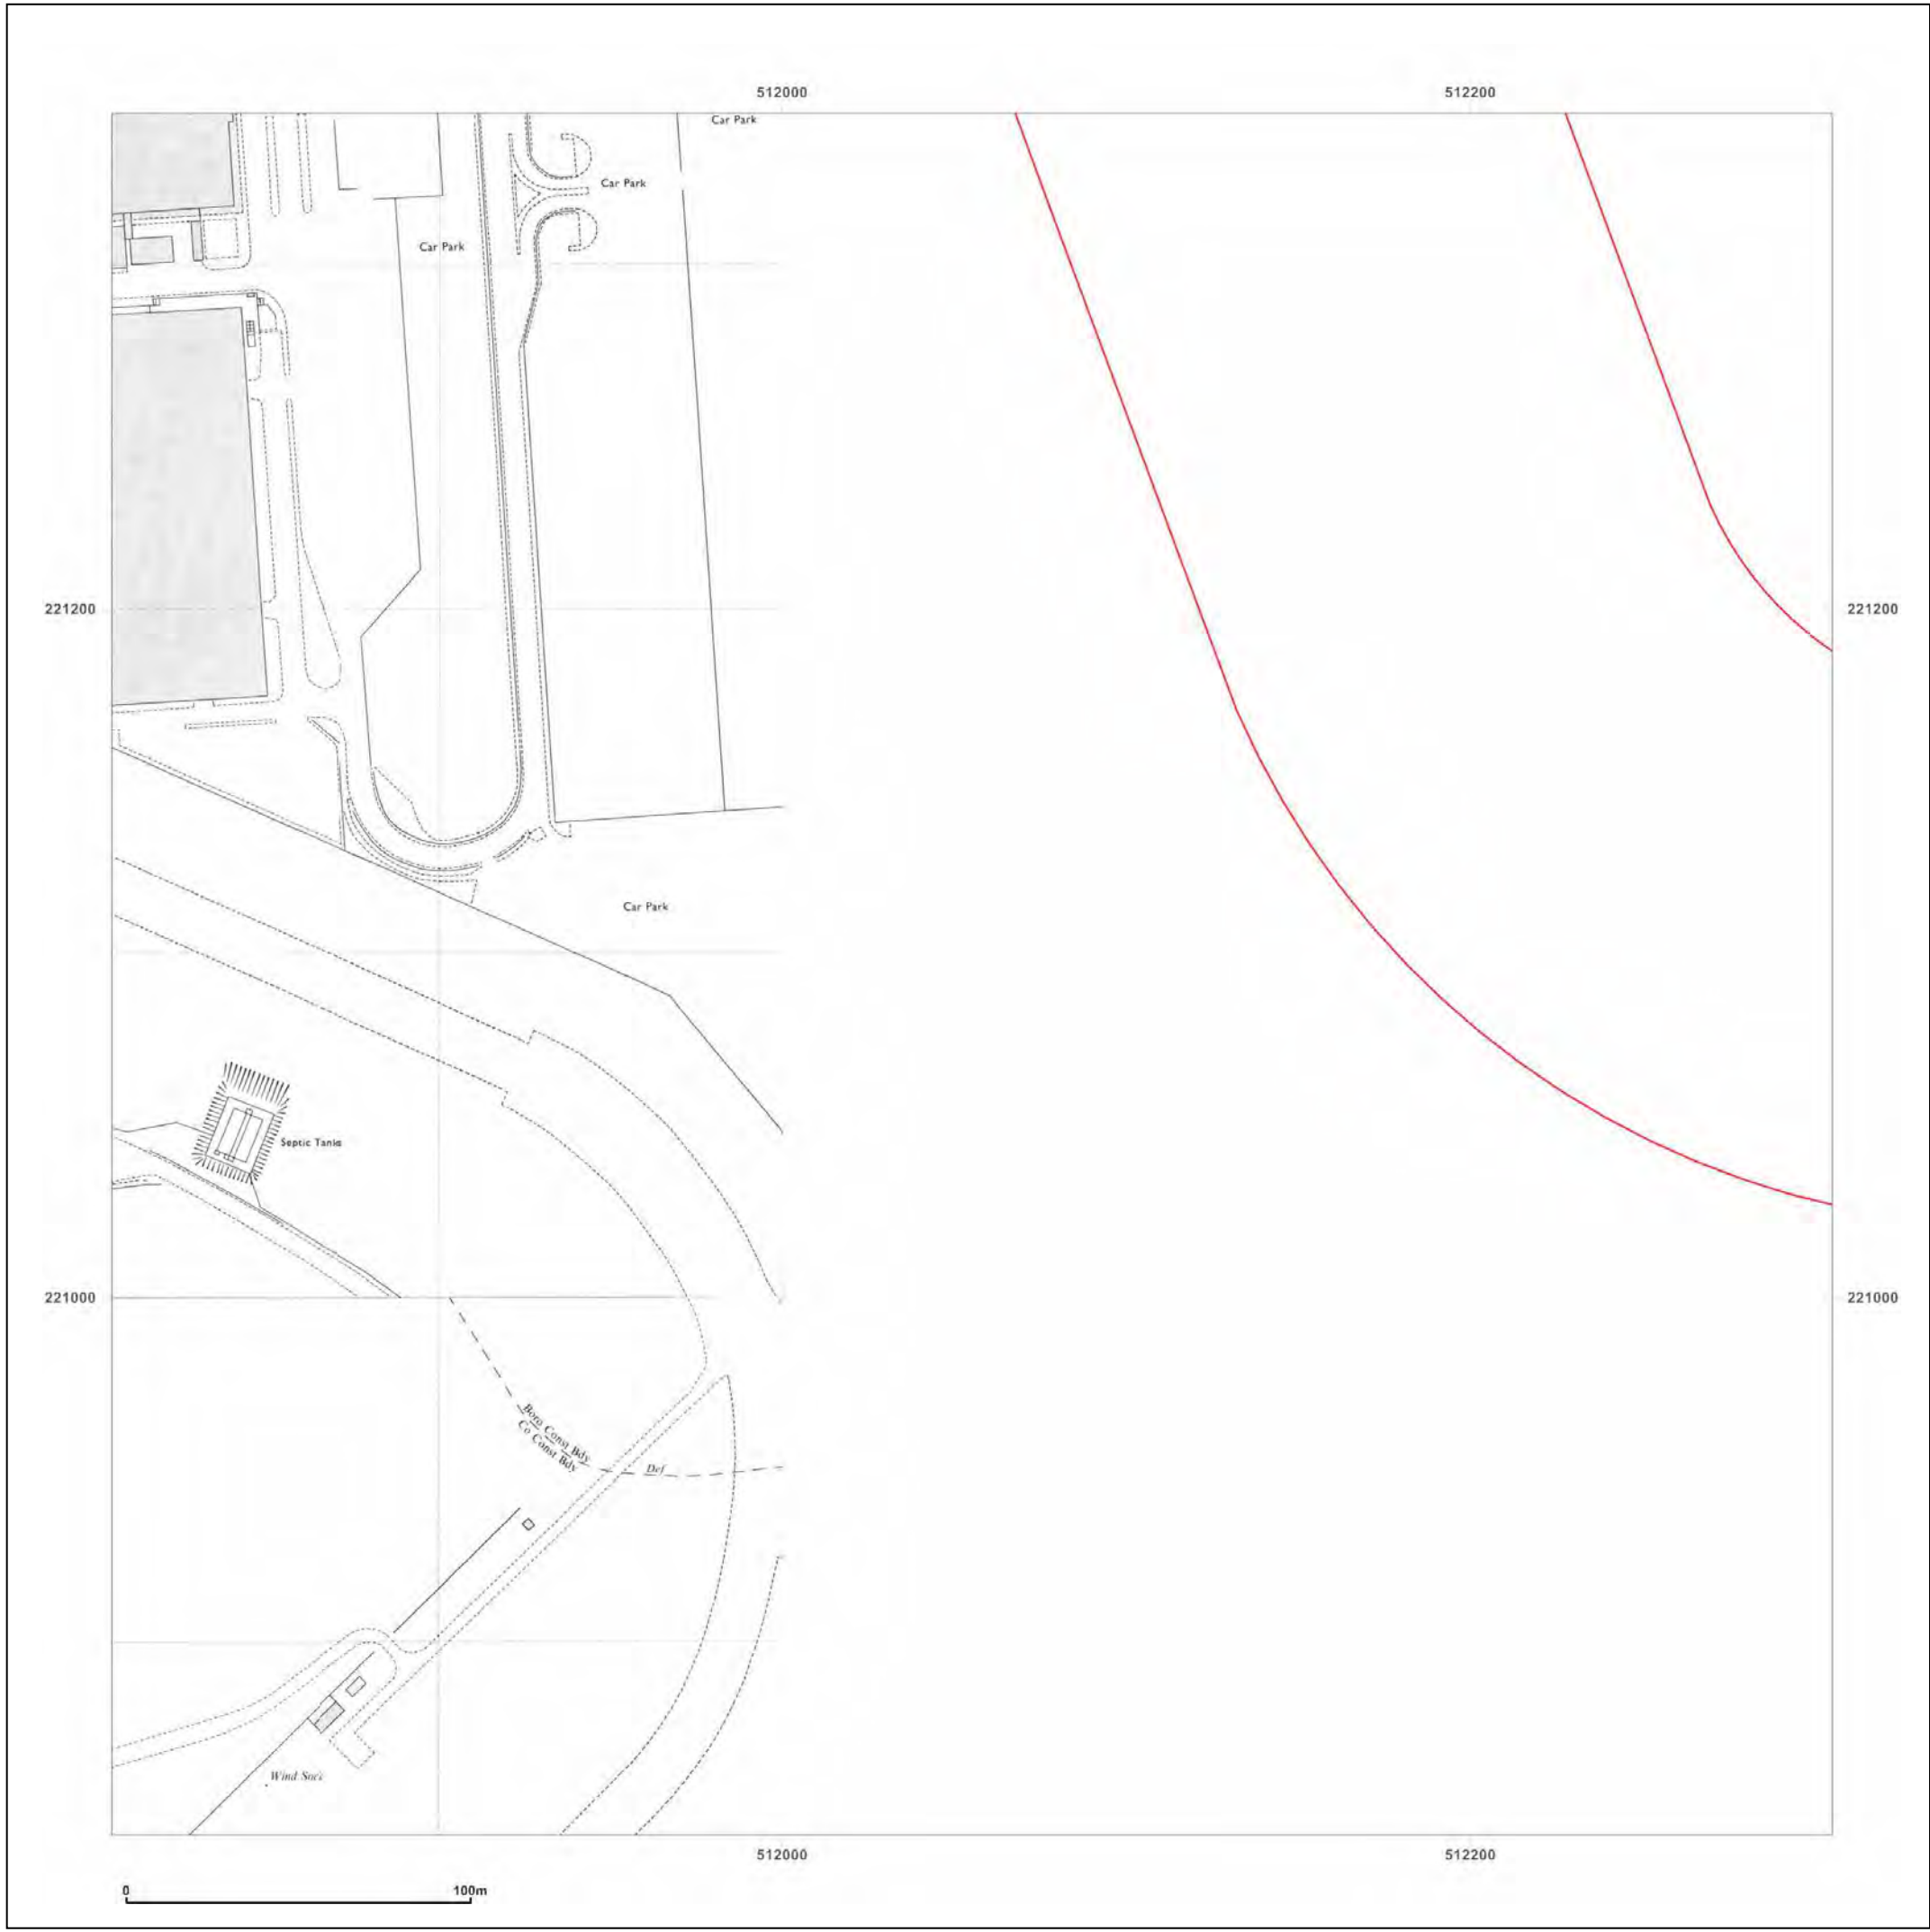 512000
512200
Car Park
Car Park
Car Park
221200
221200
Car Park
Septic Tanks
221000
221000
Boro Const Bdy
Co Const Bdy
Def
Wind Sock
512000
512200
0
100m